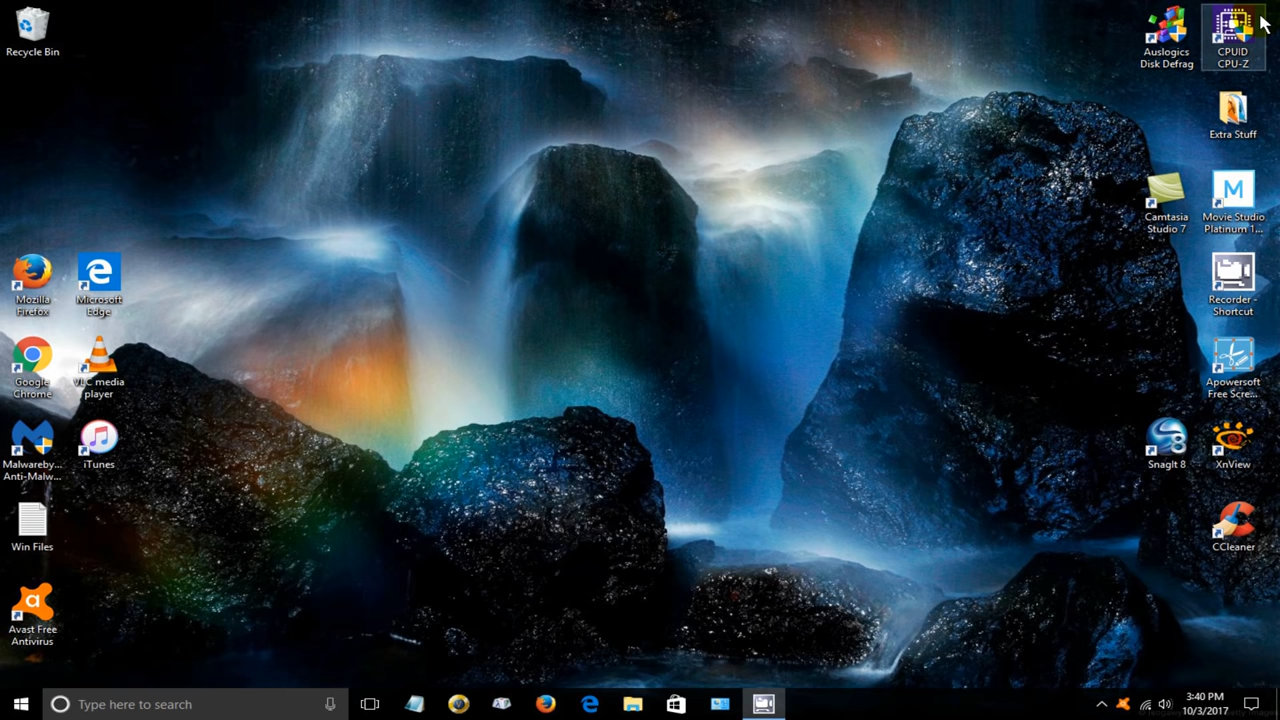 Recycle Bin
Auslogics
Disk Defrag
CPUID
CPU-Z
Extra Stuff
Camtasia
Studio 7
Movie Studio
Platinum 1...
Mozilla
Firefox
Microsoft
Edge
Recorder -
Shortcut
Google
Chrome
VLC media
player
Apowersoft
Free Scre...
Malwareby...
Anti-Malw...
iTunes
SnagIt 8
XnView
Win Files
CCleaner
Avast Free
Antivirus
Type here to search
3:40 PM
10/3/2017